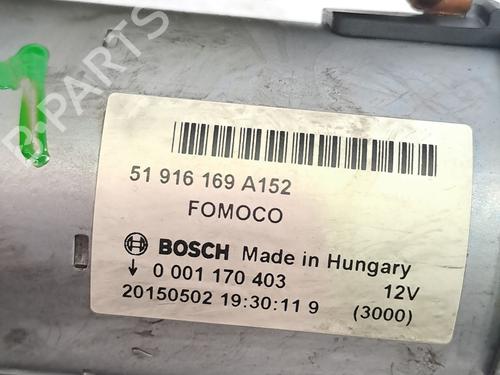 B-PARTS
51 916 169 A152
FOMOCO
BOSCH Made in Hungary
0 001 170 403 12V
20150502 19:30:11 9 (3000)